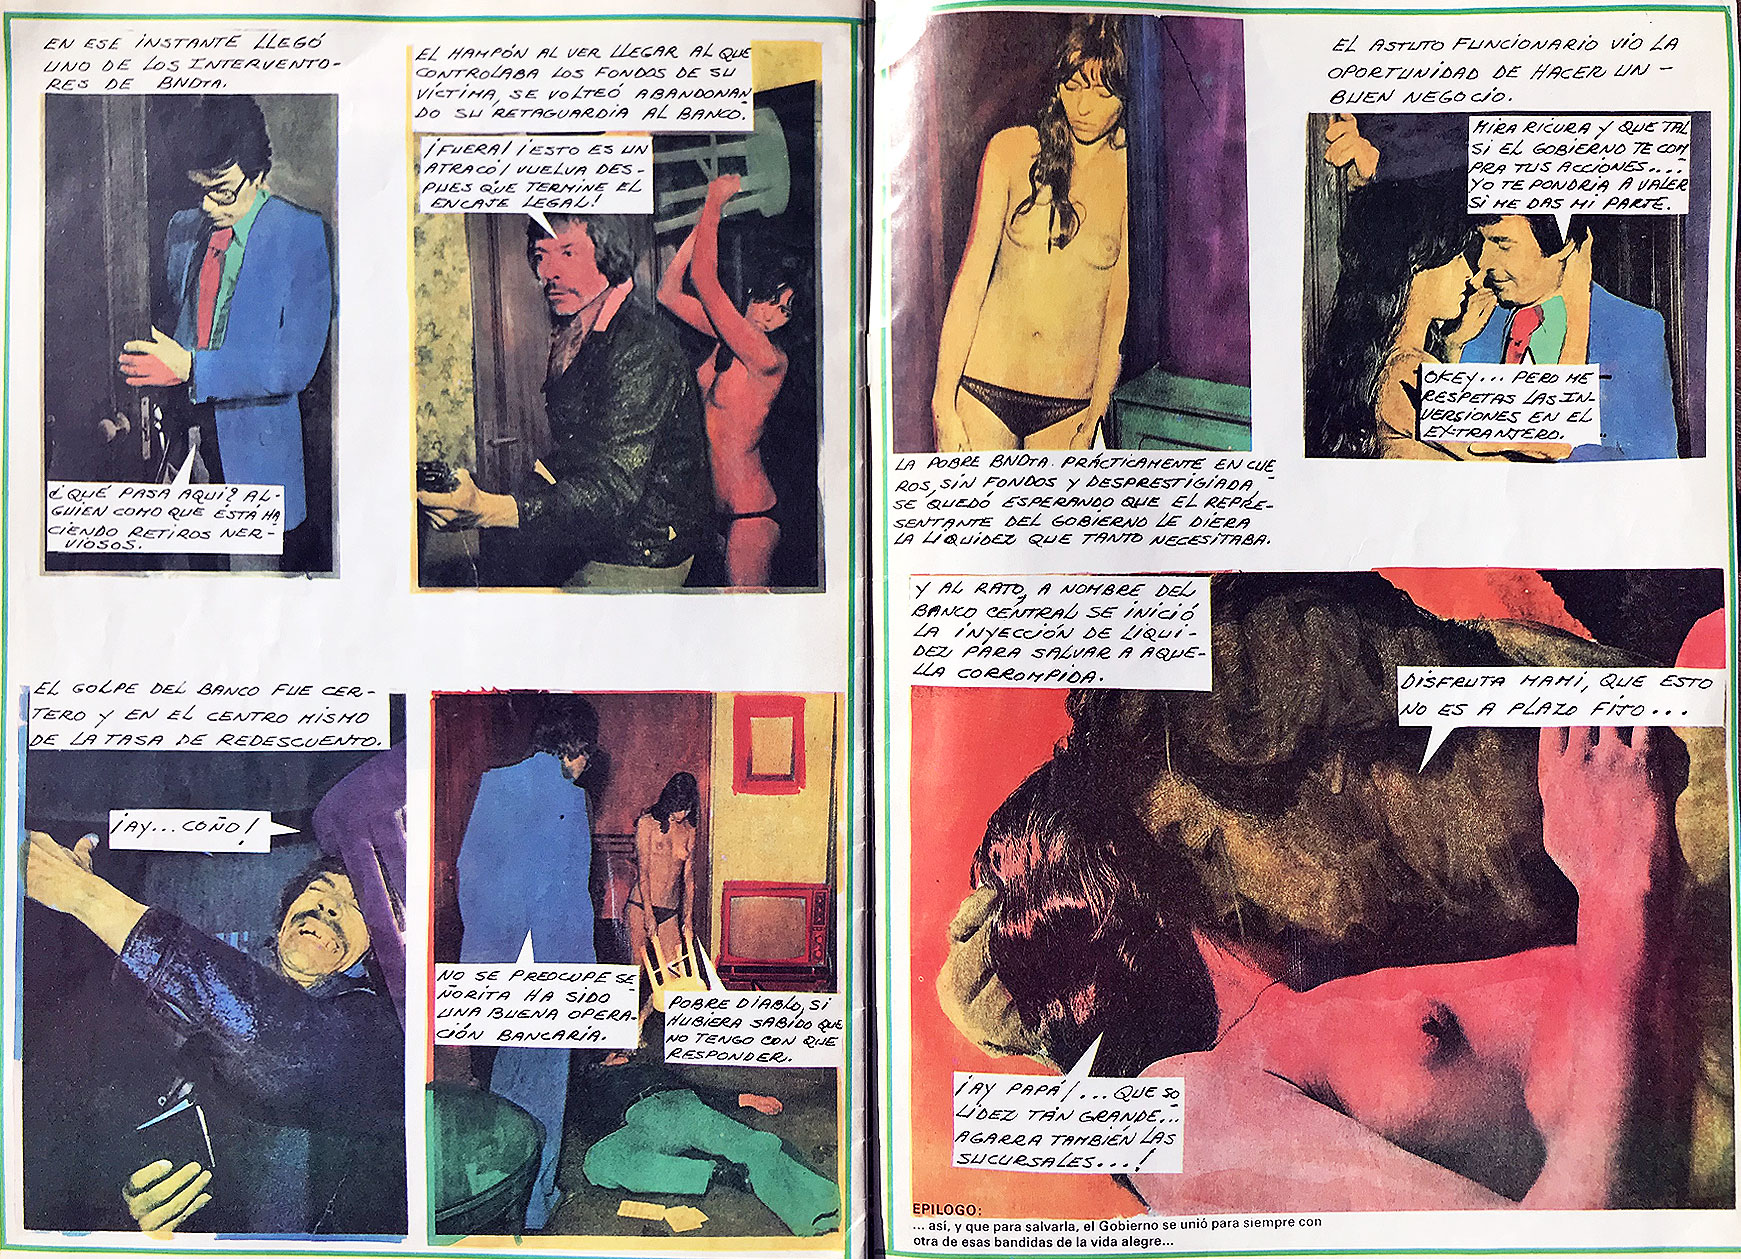 EN ESE INSTANTE LLEGÓ
UNO DE LOS INTERVENTO-
RES DE BNDTA.
¿QUÉ PASA AQUI? AL-
GUIEN COMO QUE ESTÁ HA
CIENDO RETIROS NER-
VIOSOS.
EL HAMPÓN AL VER LLEGAR AL QUE
CONTROLABA LOS FONDOS DE SU
VÍCTIMA, SE VOLTEÓ ABANDONAN
DO SU RETAGUARDIA AL BANCO.
¡FUERA! ¡ESTO ES UN
ATRACÓ! VUELVA DES-
PUES QUE TERMINE EL
ENCAJE LEGAL!
EL GOLPE DEL BANCO FUE CER-
TERO Y EN EL CENTRO MISMO
DE LA TASA DE REDESCUENTO.
¡AY... COÑO!
NO SE PREOCUPE SE
ÑORITA HA SIDO
UNA BUENA OPERA-
CIÓN BANCARIA.
POBRE DIABLO, SI
HUBIERA SABIDO QUE
NO TENGO CON QUE
RESPONDER.
LA POBRE BNDTA. PRÁCTICAMENTE EN CUE
ROS, SIN FONDOS Y DESPRESTIGIADA,
SE QUEDÓ ESPERANDO QUE EL REPRE-
SENTANTE DEL GOBIERNO LE DIERA
LA LIQUIDEZ QUE TANTO NECESITABA.
EL ASTUTO FUNCIONARIO VIO LA
OPORTUNIDAD DE HACER UN -
BUEN NEGOCIO.
MIRA RICURA Y QUE TAL
SI EL GOBIERNO TE COM
PRA TUS ACCIONES....
YO TE PONDRIA A VALER
SI ME DAS MI PARTE.
OKEY... PERO ME
RESPETAS LAS IN-
VERSIONES EN EL
EXTRANJERO.
Y AL RATO, A NOMBRE DEL
BANCO CENTRAL SE INICIÓ
LA INYECCIÓN DE LIQUI-
DEZ PARA SALVAR A AQUE-
LLA CORROMPIDA.
DISFRUTA MAMI, QUE ESTO
NO ES A PLAZO FIJO...
¡AY PAPÁ!... QUE SO
LIDEZ TAN GRANDE...
AGARRA TAMBIÉN LAS
SUCURSALES...!
EPILOGO:
... así, y que para salvarla, el Gobierno se unió para siempre con
otra de esas bandidas de la vida alegre...